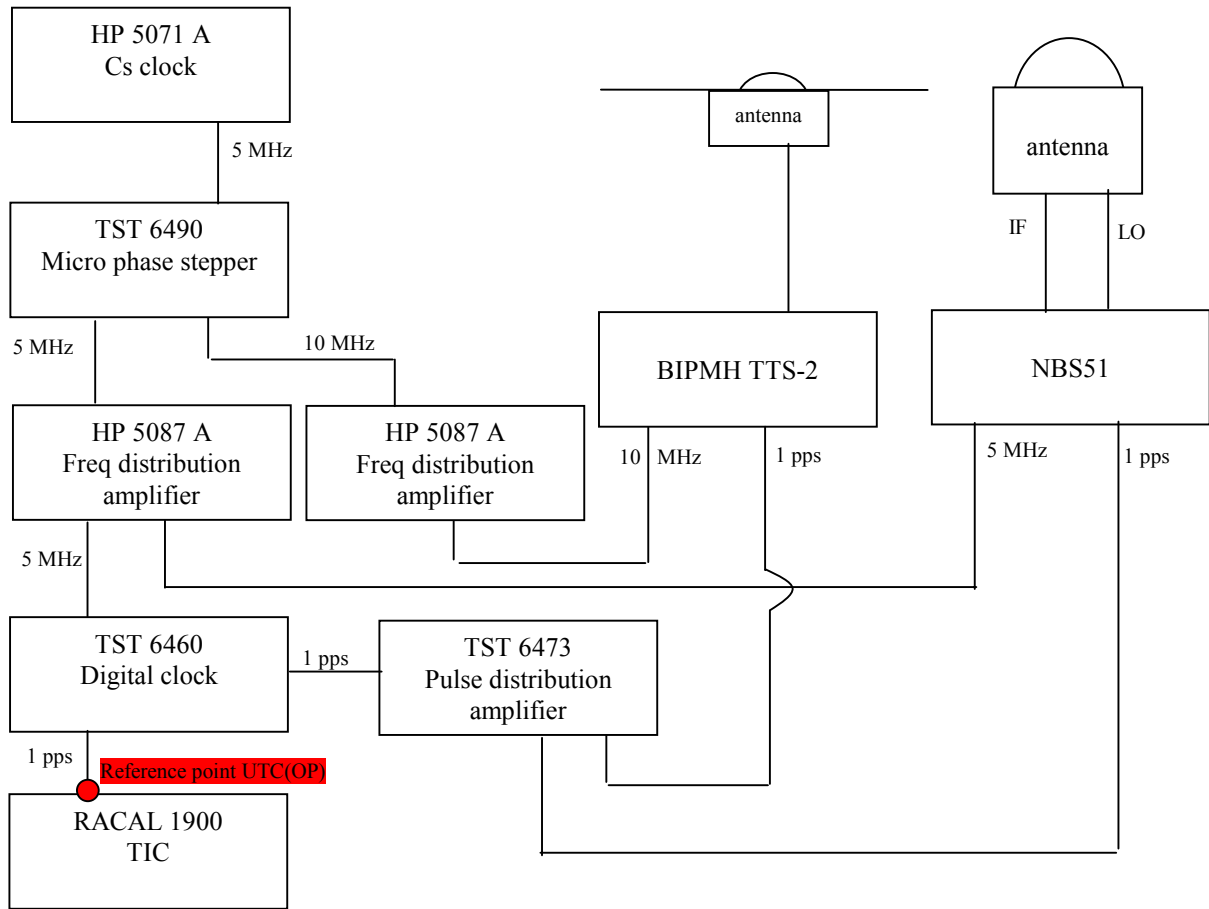 HP 5071 A
Cs clock
antenna
antenna
5 MHz
TST 6490
Micro phase stepper
IF
LO
5 MHz
10 MHz
BIPMH TTS-2
NBS51
HP 5087 A
Freq distribution
amplifier
HP 5087 A
Freq distribution
amplifier
10 MHz
1 pps
5 MHz
1 pps
5 MHz
TST 6460
Digital clock
1 pps
TST 6473
Pulse distribution
amplifier
1 pps
Reference point UTC(OP)
RACAL 1900
TIC